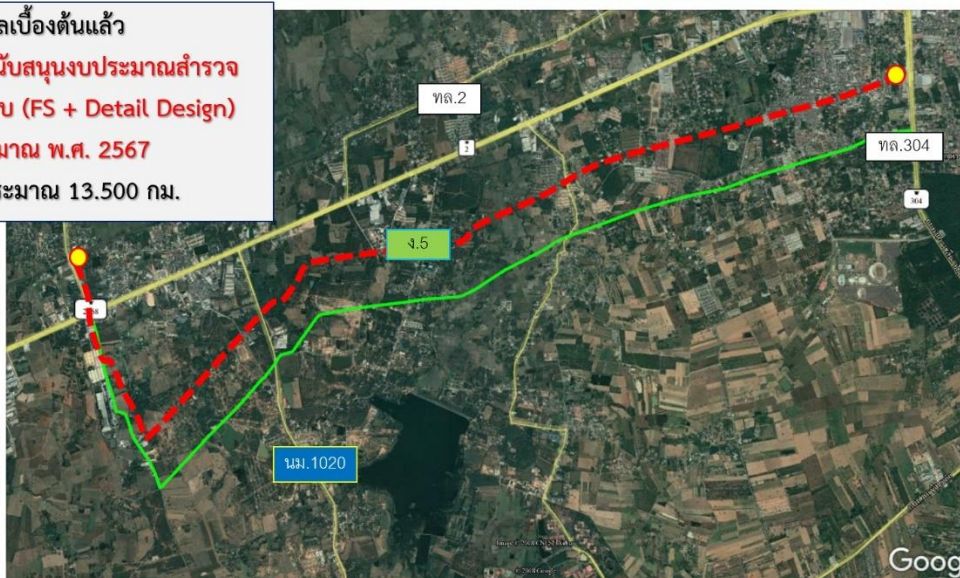 ลเบื้องต้นแล้ว
นับสนุนงบประมาณสำรวจ
บ (FS + Detail Design)
มาณ พ.ศ. 2567
ระมาณ 13.500 กม.
ทล.2
2
ทล.304
304
ง.5
นม.1020
Goog